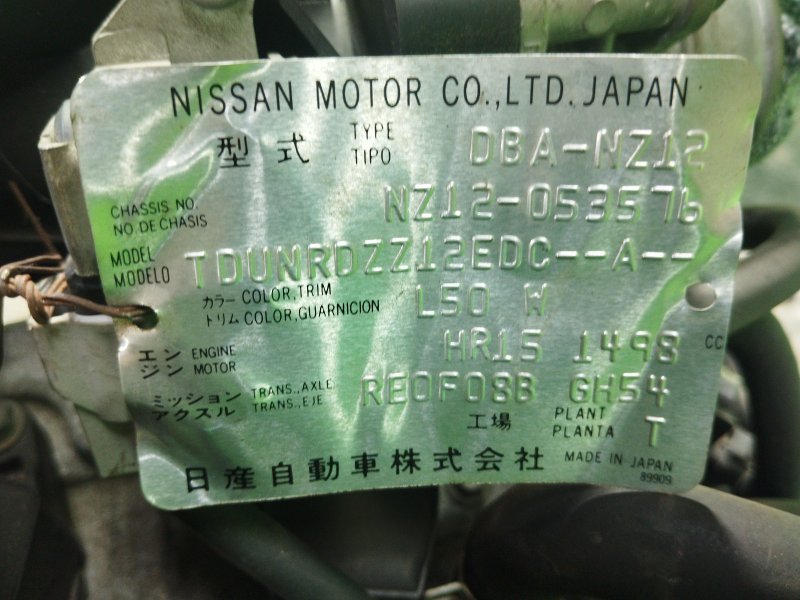 NISSAN MOTOR CO.,LTD. JAPAN
型式 TYPE TIPO DBA-NZ12
CHASSIS NO. NO. DE CHASIS NZ12-053576
MODEL MODELO TDUNRDZZ12EDC--A--
カラー COLOR,TRIM トリム COLOR,GUARNICION L50 W
エンジン ENGINE MOTOR HR15 1498 CC
ミッション アクスル TRANS.,AXLE TRANS.,EJE RE0F08B GH54
工場 PLANT PLANTA T
日産自動車株式会社 MADE IN JAPAN
89909